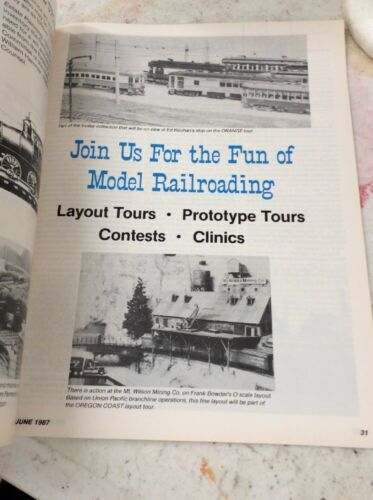 Part of the trolley collection that will be on view at Ed
stop on the ORANGE tour.
Join Us For the Fun of
Model Railroading
Layout Tours • Prototype Tours
Contests • Clinics
Mining Co.
There is action at the Mt. Wilson Mining Co. on Frank Bowder's O scale layout
Based on Union Pacific branchline operations, this fine layout will be part of
the OREGON COAST layout tour.
JUNE 1987
31